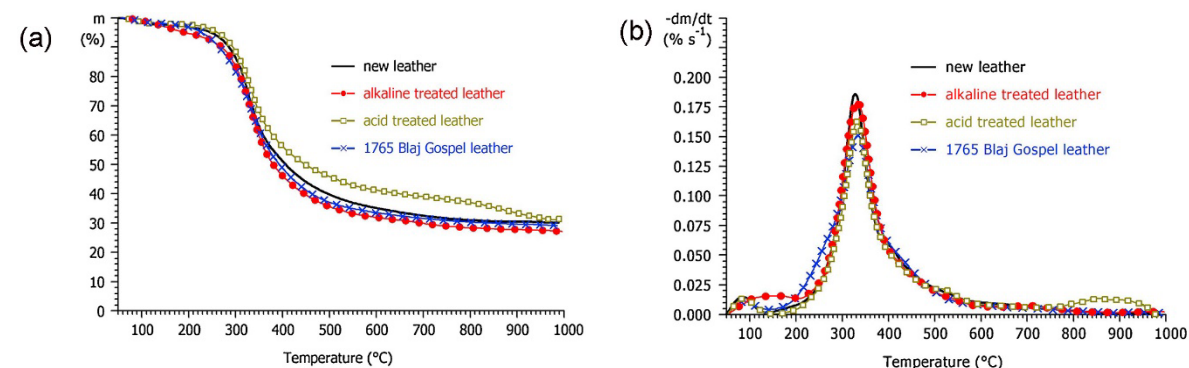 (a)
m
(%)
90
80
70
60
50
40
30
20
10
0
new leather
alkaline treated leather
acid treated leather
1765 Blaj Gospel leather
100 200 300 400 500 600 700 800 900 1000
Temperature (°C)
(b)
-dm/dt
(% s⁻¹)
0.200
0.175
0.150
0.125
0.100
0.075
0.050
0.025
0.000
new leather
alkaline treated leather
acid treated leather
1765 Blaj Gospel leather
100 200 300 400 500 600 700 800 900 1000
Temperature (°C)